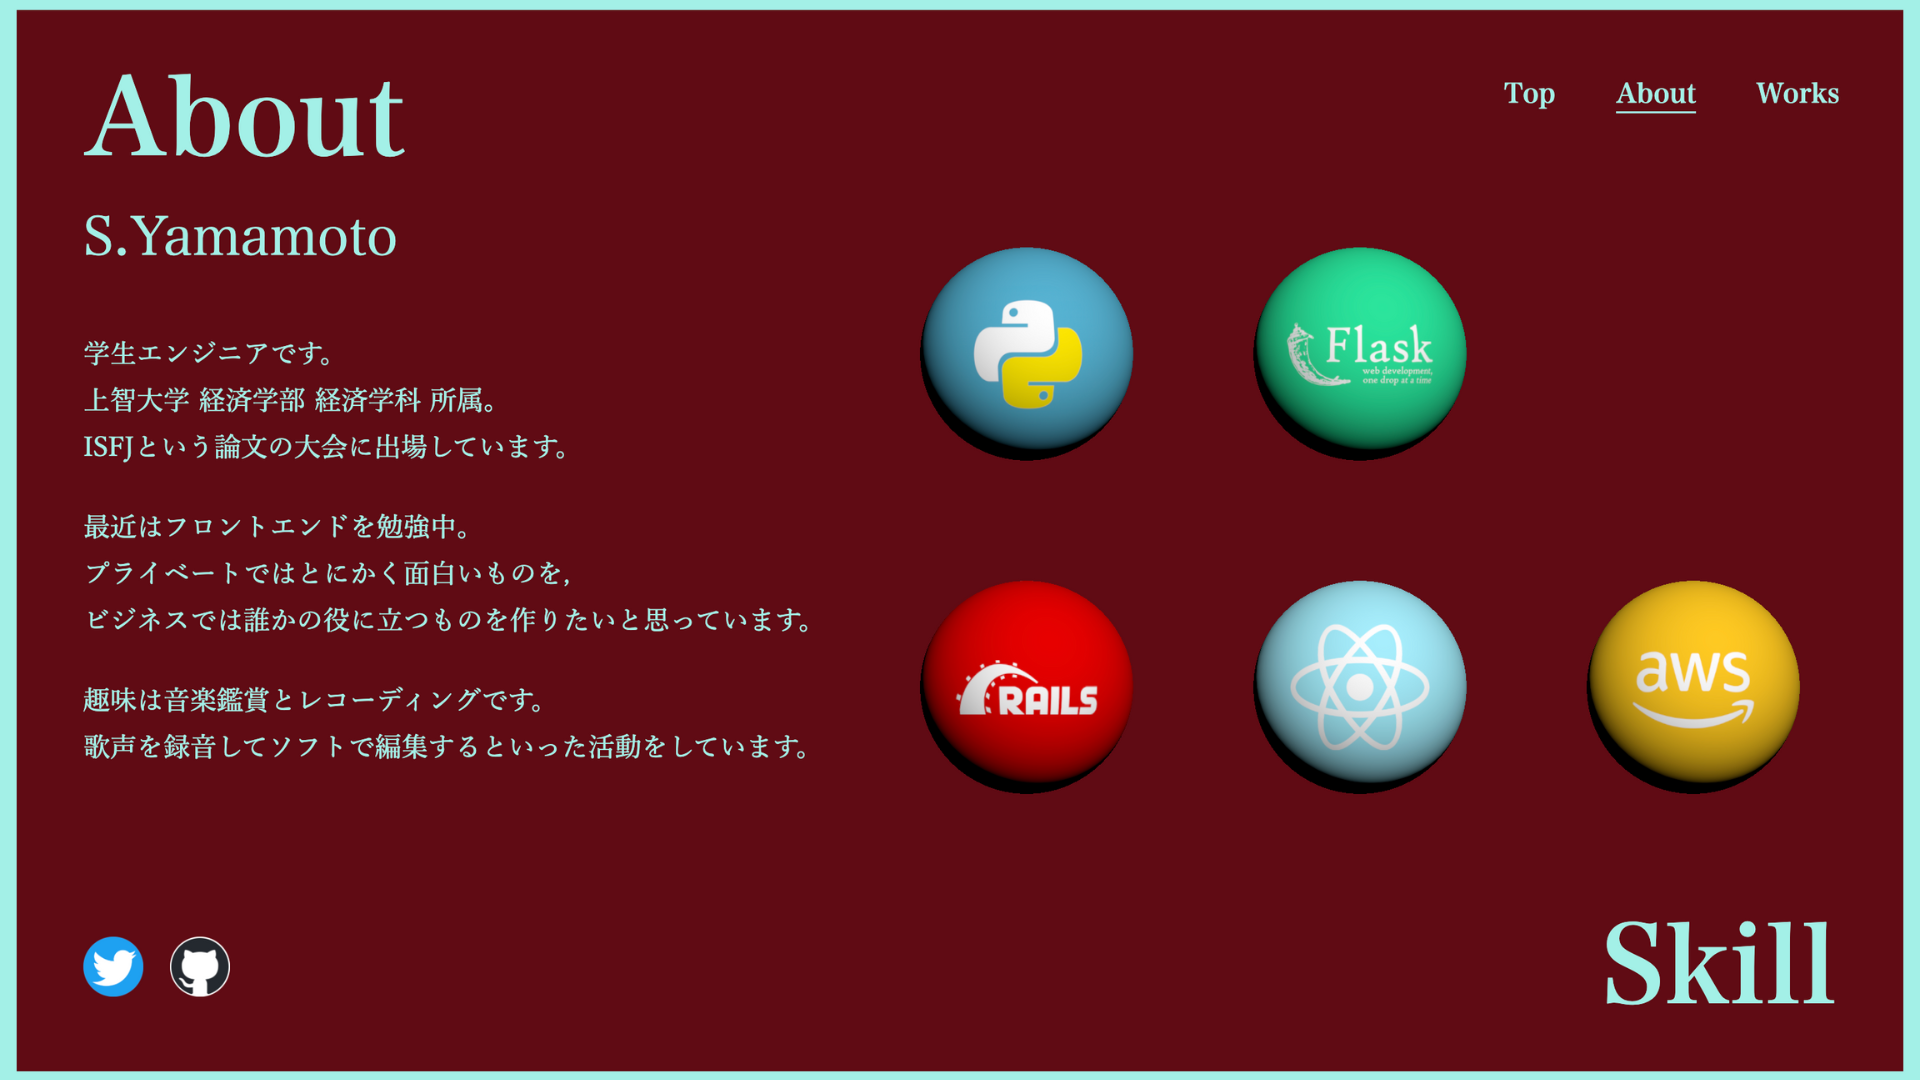 About
Top About Works
S.Yamamoto
学生エンジニアです。
上智大学 経済学部 経済学科 所属。
ISFJという論文の大会に出場しています。
最近はフロントエンドを勉強中。
プライベートではとにかく面白いものを,
ビジネスでは誰かの役に立つものを作りたいと思っています。
趣味は音楽鑑賞とレコーディングです。
歌声を録音してソフトで編集するといった活動をしています。
Flask
web development,
one drop at a time
RAILS
aws
Skill